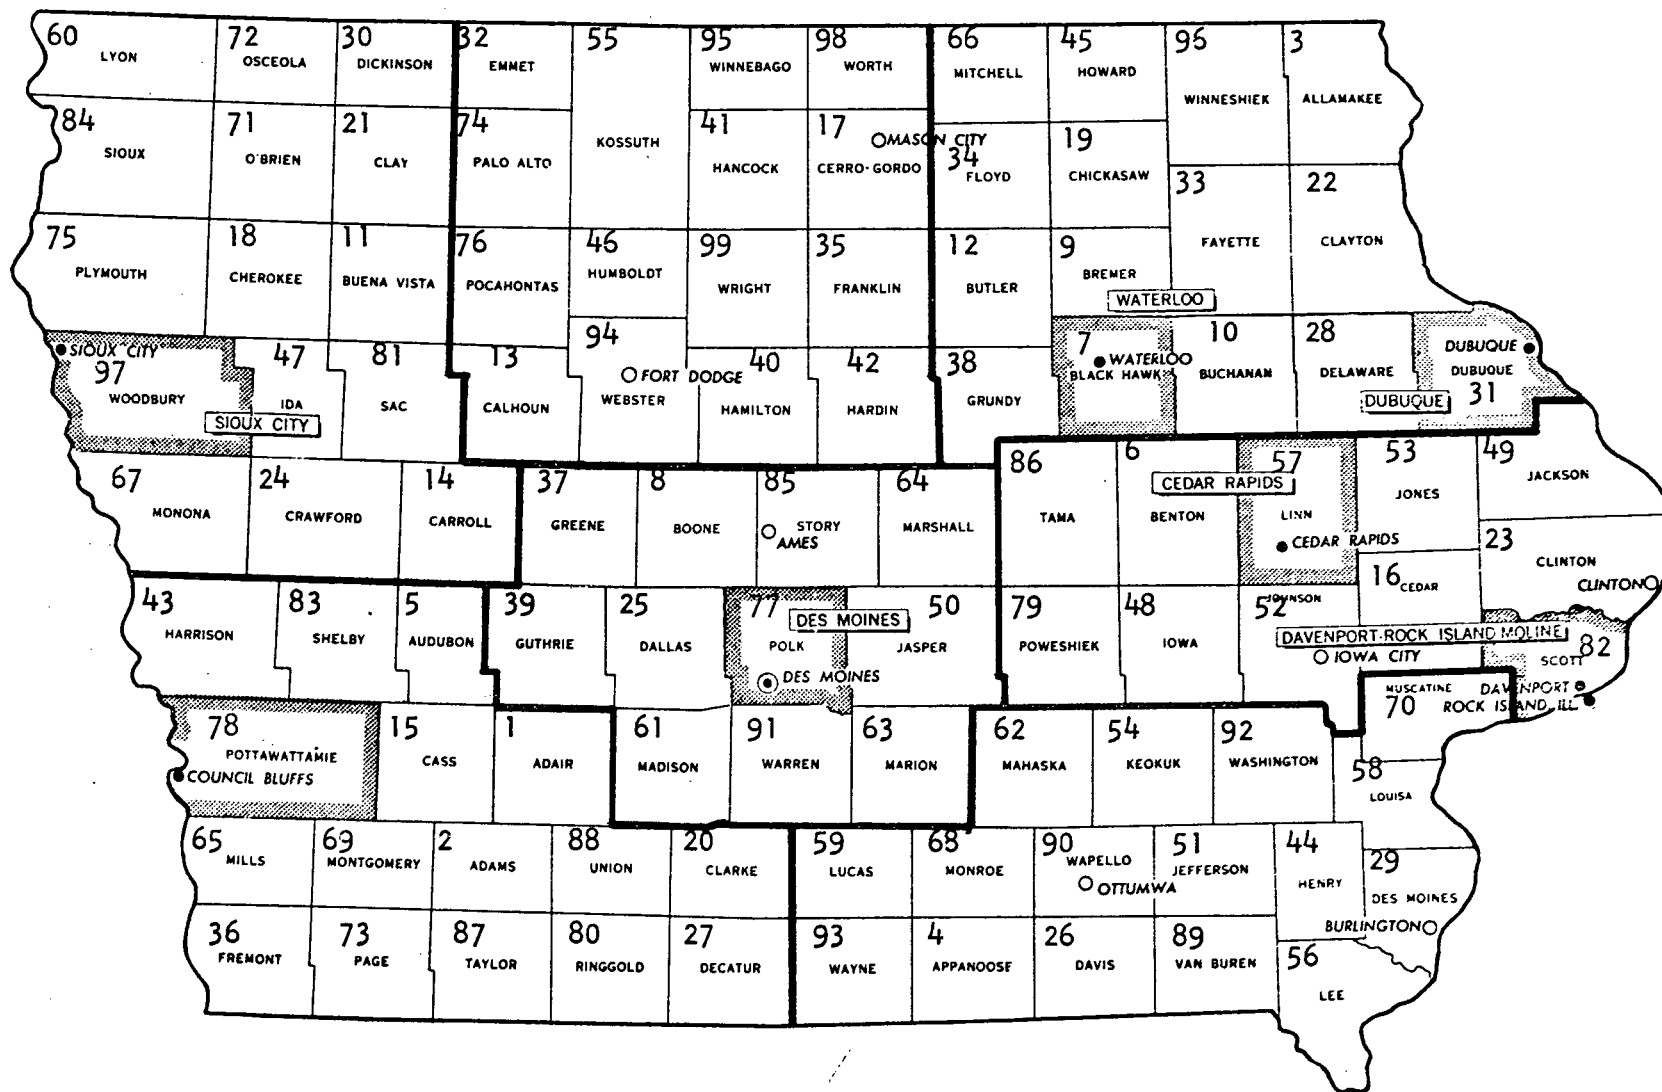 60 LYON
72 OSCEOLA
30 DICKINSON
32 EMMET
55 KOSSUTH
95 WINNEBAGO
98 WORTH
66 MITCHELL
45 HOWARD
96 WINNESHIEK
3 ALLAMAKEE
84 SIOUX
71 O'BRIEN
21 CLAY
74 PALO ALTO
41 HANCOCK
17 CERRO-GORDO
MASON CITY
34 FLOYD
19 CHICKASAW
33 FAYETTE
22 CLAYTON
75 PLYMOUTH
18 CHEROKEE
11 BUENA VISTA
76 POCAHONTAS
46 HUMBOLDT
99 WRIGHT
35 FRANKLIN
12 BUTLER
9 BREMER
WATERLOO
SIOUX CITY
97 WOODBURY
SIOUX CITY
47 IDA
81 SAC
13 CALHOUN
94 WEBSTER
FORT DODGE
40 HAMILTON
42 HARDIN
38 GRUNDY
7 BLACK HAWK
WATERLOO
10 BUCHANAN
28 DELAWARE
DUBUQUE
DUBUQUE
DUBUQUE
31
67 MONONA
24 CRAWFORD
14 CARROLL
37 GREENE
8 BOONE
85 STORY
AMES
64 MARSHALL
86 TAMA
6 BENTON
CEDAR RAPIDS
57 LINN
CEDAR RAPIDS
53 JONES
49 JACKSON
23 CLINTON
CLINTON
16 CEDAR
43 HARRISON
83 SHELBY
5 AUDUBON
39 GUTHRIE
25 DALLAS
77 POLK
DES MOINES
DES MOINES
50 JASPER
79 POWESHIEK
48 IOWA
52 JOHNSON
DAVENPORT-ROCK ISLAND MOLINE
IOWA CITY
82 SCOTT
DAVENPORT
ROCK ISLAND ILL.
MUSCATINE
70
78 POTTAWATTAMIE
COUNCIL BLUFFS
15 CASS
1 ADAIR
61 MADISON
91 WARREN
63 MARION
62 MAHASKA
54 KEOKUK
92 WASHINGTON
58 LOUISA
65 MILLS
69 MONTGOMERY
2 ADAMS
88 UNION
20 CLARKE
59 LUCAS
68 MONROE
90 WAPELLO
OTTUMWA
51 JEFFERSON
44 HENRY
29 DES MOINES
BURLINGTON
36 FREMONT
73 PAGE
87 TAYLOR
80 RINGGOLD
27 DECATUR
93 WAYNE
4 APPANOOSE
26 DAVIS
89 VAN BUREN
56 LEE